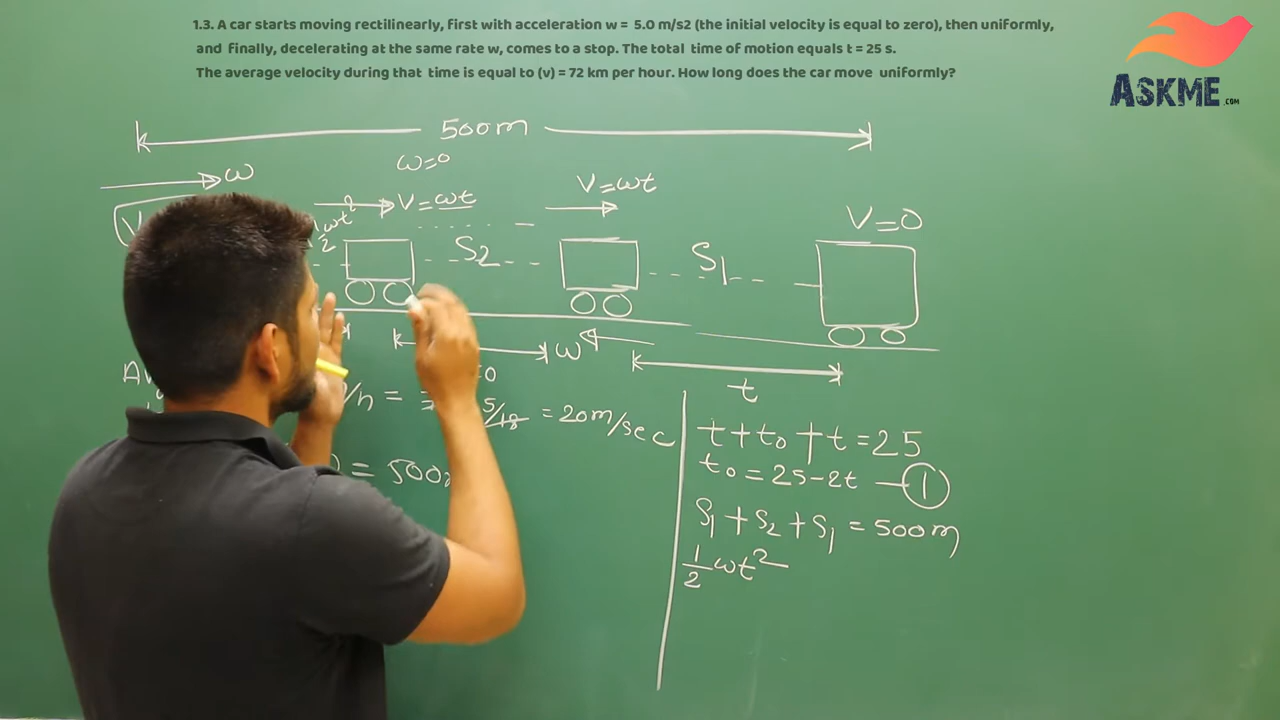 1.3. A car starts moving rectilinearly, first with acceleration w = 5.0 m/s2 (the initial velocity is equal to zero), then uniformly,
and finally, decelerating at the same rate w, comes to a stop. The total time of motion equals t = 25 s.
The average velocity during that time is equal to (v) = 72 km per hour. How long does the car move uniformly?
ASKME.COM
500m
ω=0
ω
V=ωt
V=ωt
V=0
1/2 ωt²
S2
S1
ω
t
5/18 = 20m/sec
= 500
t+t₀+t=25
t₀=25-2t —①
S₁+S₂+S₁=500m
1/2 ωt²